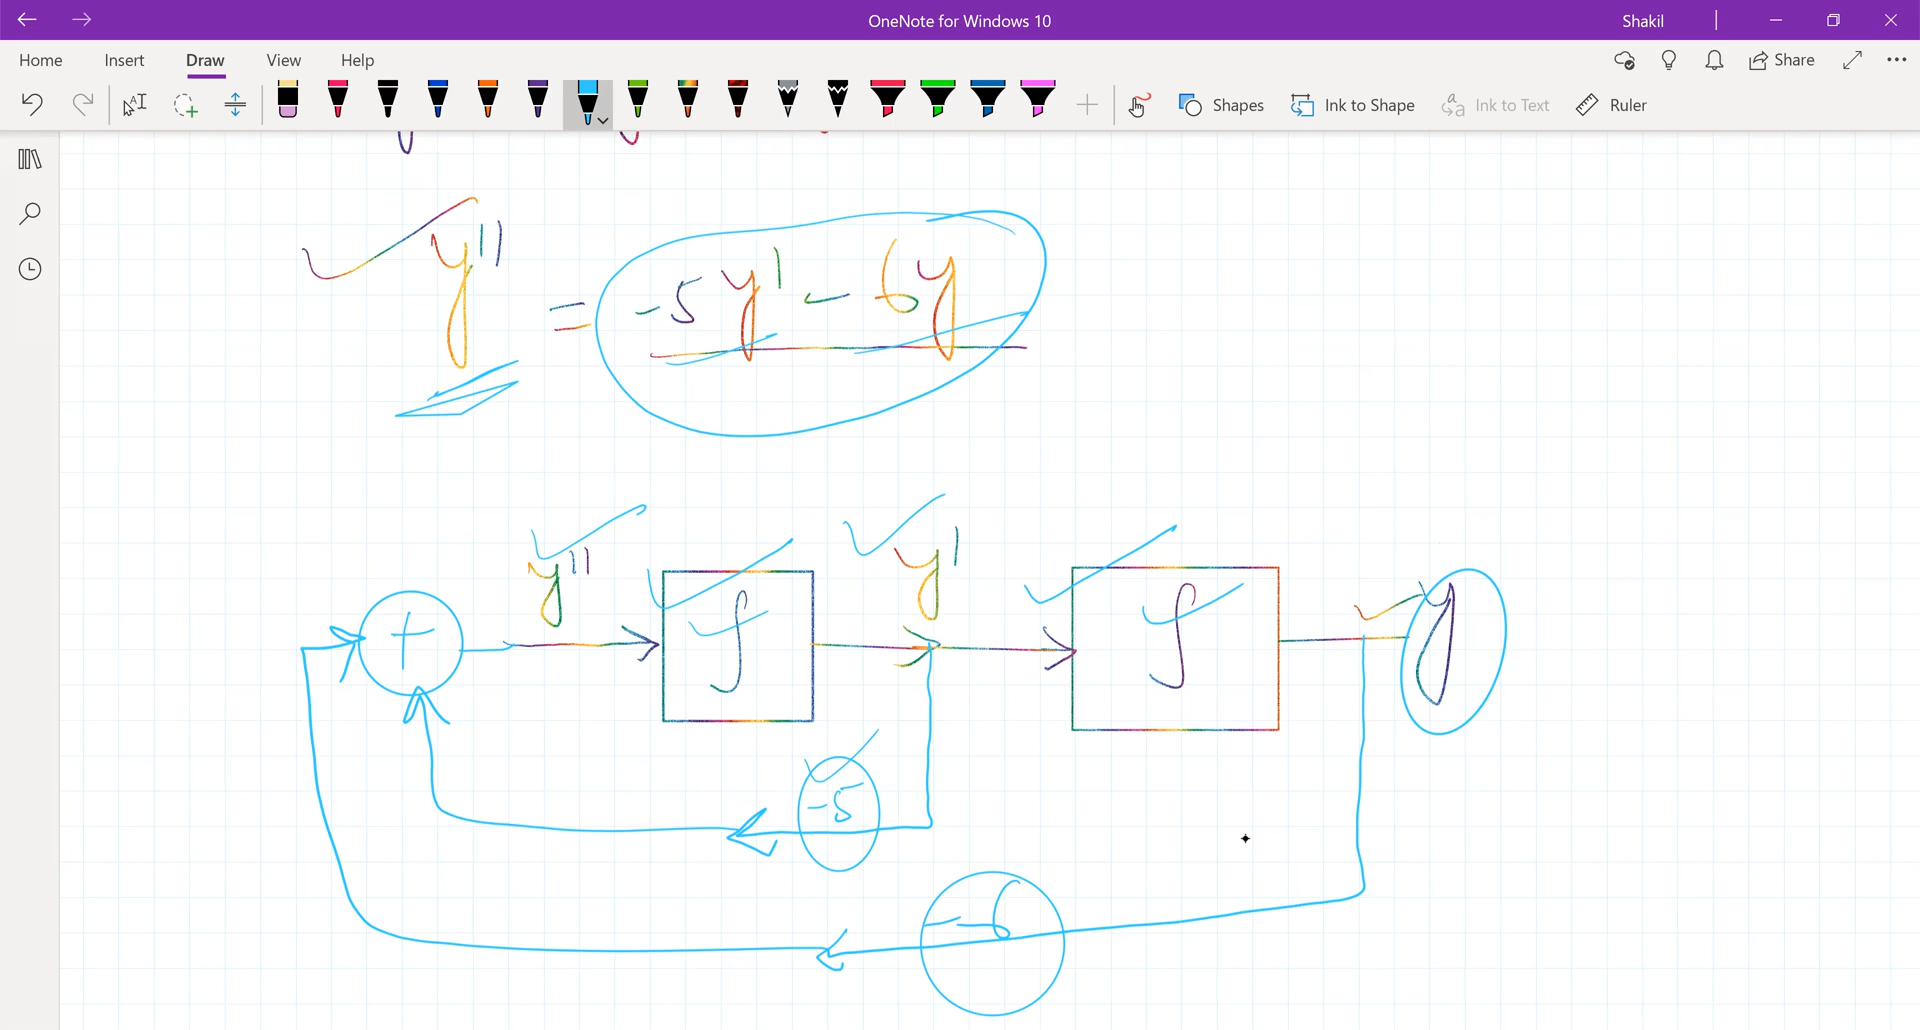 OneNote for Windows 10
Shakil
Home Insert Draw View Help
Share
Shapes Ink to Shape Ink to Text Ruler
y'' = -5y' - 6y
y'' y'
+ ∫ ∫ y
-5
-6